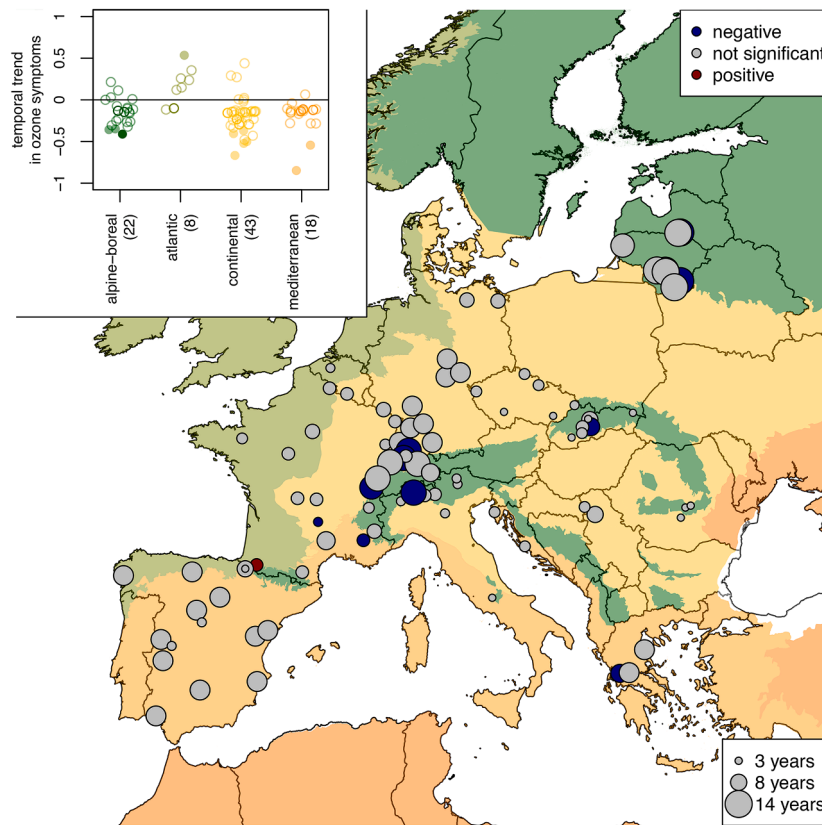 temporal trend
in ozone symptoms
1
0.5
0
−0.5
−1
alpine−boreal
(22)
atlantic
(8)
continental
(43)
mediterranean
(18)
negative
not significant
positive
3 years
8 years
14 years